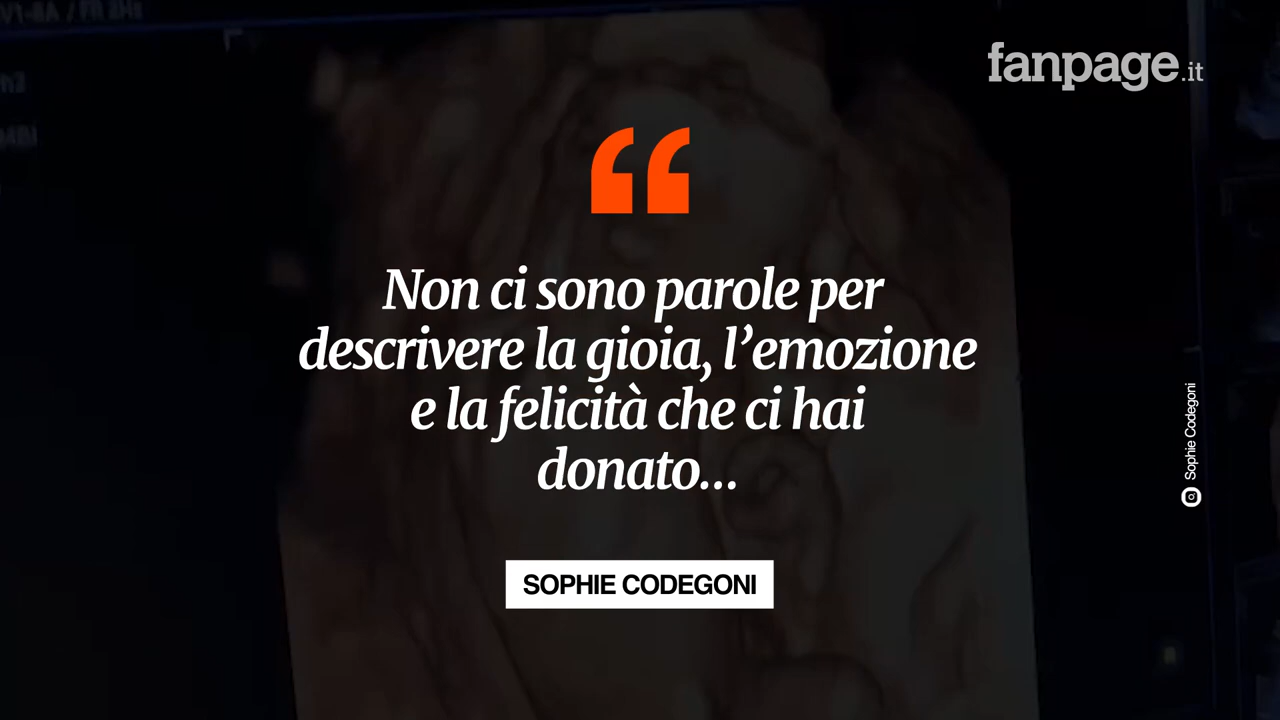 fanpage.it
Non ci sono parole per
descrivere la gioia, l’emozione
e la felicità che ci hai
donato...
SOPHIE CODEGONI
Sophie Codegoni